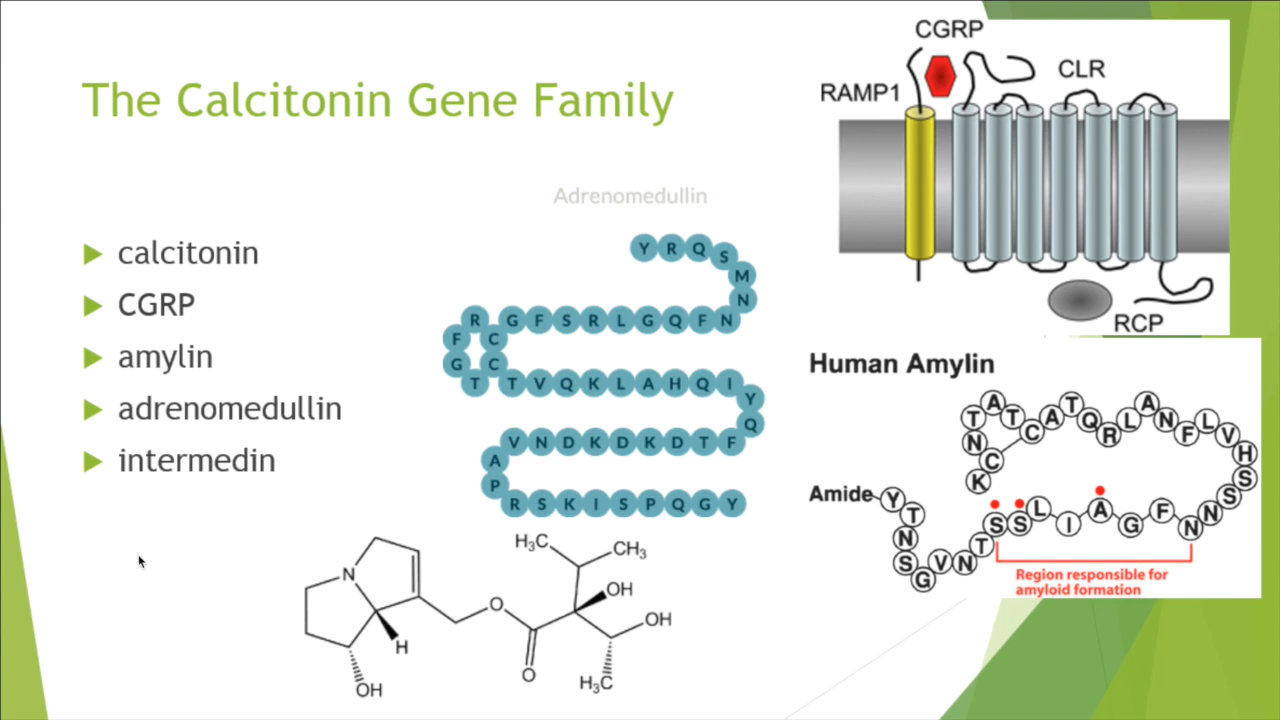 The Calcitonin Gene Family
calcitonin
CGRP
amylin
adrenomedullin
intermedin
Adrenomedullin
Y R Q S
M
N
R G F S R L G Q F N
F C
G C
T T V Q K L A H Q I
Y
Q
V N D K D K D T F
A
P
R S K I S P Q G Y
CGRP
RAMP1
CLR
RCP
Human Amylin
K C N T A T C A T Q R L A N F L V H S S N N F G A I L S S T N V G S N T Y
Amide
Region responsible for
amyloid formation
N
H
OH
O
O
H₃C
CH₃
OH
OH
H₃C